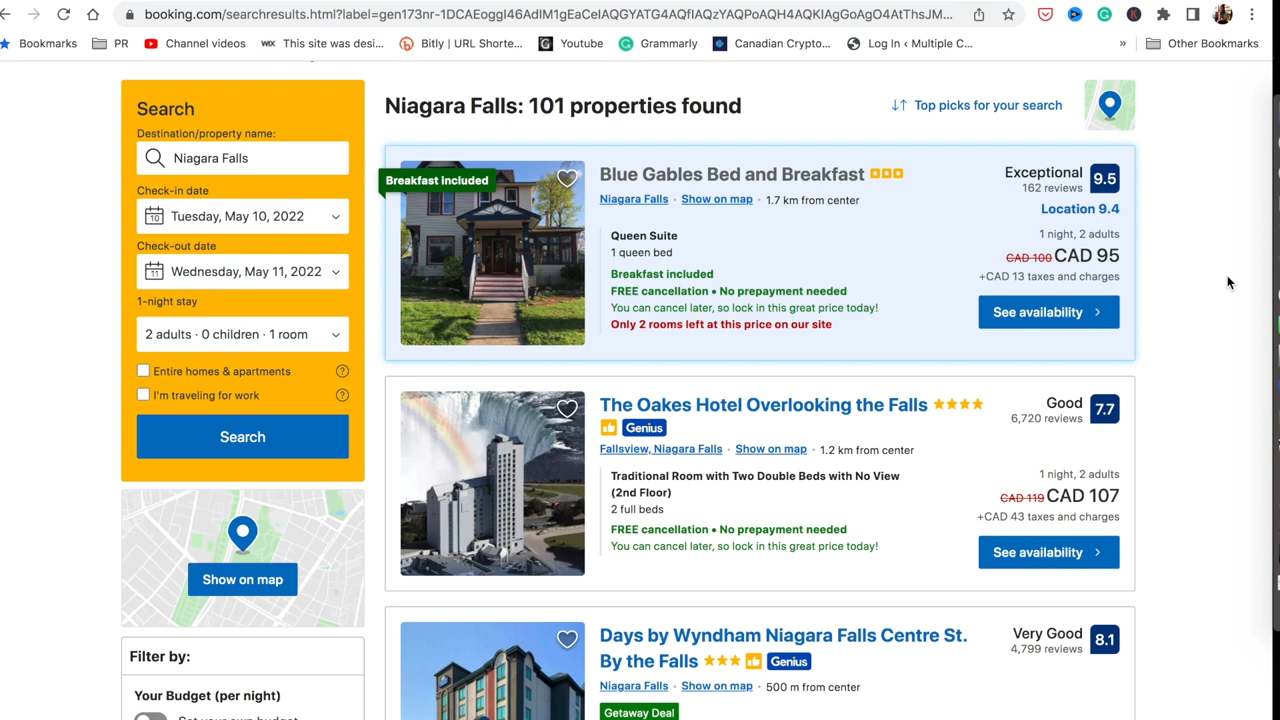 booking.com/searchresults.html?label=gen173nr-1DCAEoggI46AdIM1gEaCeIAQGYATG4AQfIAQzYAQPoAQH4AQKIAgGoAgO4AtThsJM...
Bookmarks
PR
Channel videos
WiX This site was desi...
Bitly | URL Shorte...
Youtube
Grammarly
Canadian Crypto...
Log In ‹ Multiple C...
»
Other Bookmarks
Search
Destination/property name:
Niagara Falls
Check-in date
10 Tuesday, May 10, 2022
Check-out date
11 Wednesday, May 11, 2022
1-night stay
2 adults · 0 children · 1 room
Entire homes & apartments
I'm traveling for work
Search
Show on map
Filter by:
Your Budget (per night)
Set your own budget
Niagara Falls: 101 properties found
Top picks for your search
Breakfast included
Blue Gables Bed and Breakfast
Niagara Falls · Show on map · 1.7 km from center
Queen Suite
1 queen bed
Breakfast included
FREE cancellation • No prepayment needed
You can cancel later, so lock in this great price today!
Only 2 rooms left at this price on our site
Exceptional 9.5
162 reviews
Location 9.4
1 night, 2 adults
CAD 100 CAD 95
+CAD 13 taxes and charges
See availability
The Oakes Hotel Overlooking the Falls
Genius
Fallsview, Niagara Falls · Show on map · 1.2 km from center
Traditional Room with Two Double Beds with No View
(2nd Floor)
2 full beds
FREE cancellation • No prepayment needed
You can cancel later, so lock in this great price today!
Good 7.7
6,720 reviews
1 night, 2 adults
CAD 119 CAD 107
+CAD 43 taxes and charges
See availability
Days by Wyndham Niagara Falls Centre St.
By the Falls
Genius
Niagara Falls · Show on map · 500 m from center
Getaway Deal
Very Good 8.1
4,799 reviews